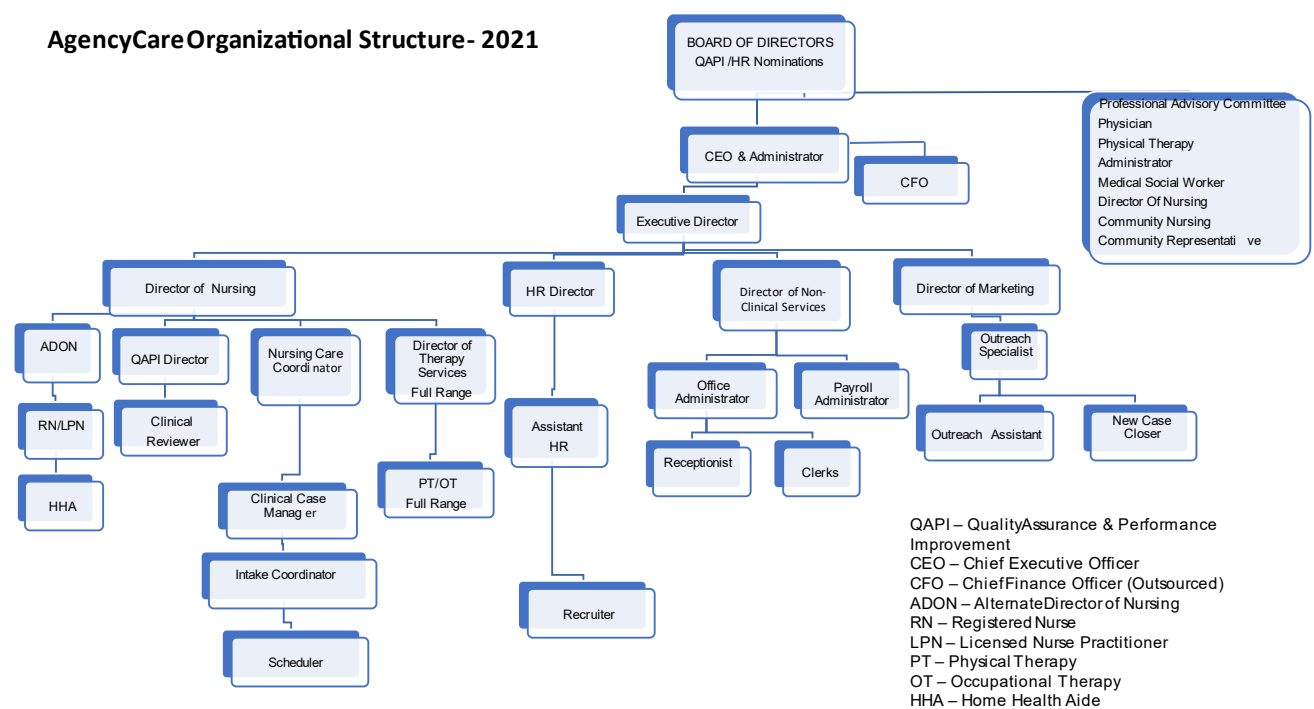 AgencyCare Organizational Structure - 2021
BOARD OF DIRECTORS
QAPI /HR Nominations
Professional Advisory Committee
Physician
Physical Therapy
Administrator
Medical Social Worker
Director Of Nursing
Community Nursing
Community Representati ve
CEO & Administrator
CFO
Executive Director
Director of Nursing
HR Director
Director of Non-
Clinical Services
Director of Marketing
ADON
QAPI Director
Nursing Care
Coordinator
Director of
Therapy
Services
Full Range
Outreach
Specialist
Office
Administrator
Payroll
Administrator
RN/LPN
Clinical
Reviewer
Assistant
HR
Outreach Assistant
New Case
Closer
Receptionist
Clerks
HHA
Clinical Case
Manag er
PT/OT
Full Range
Intake Coordinator
Recruiter
Scheduler
QAPI – QualityAssurance & Performance
Improvement
CEO – Chief Executive Officer
CFO – ChiefFinance Officer (Outsourced)
ADON – AlternateDirector of Nursing
RN – Registered Nurse
LPN – Licensed Nurse Practitioner
PT – Physical Therapy
OT – Occupational Therapy
HHA – Home Health Aide